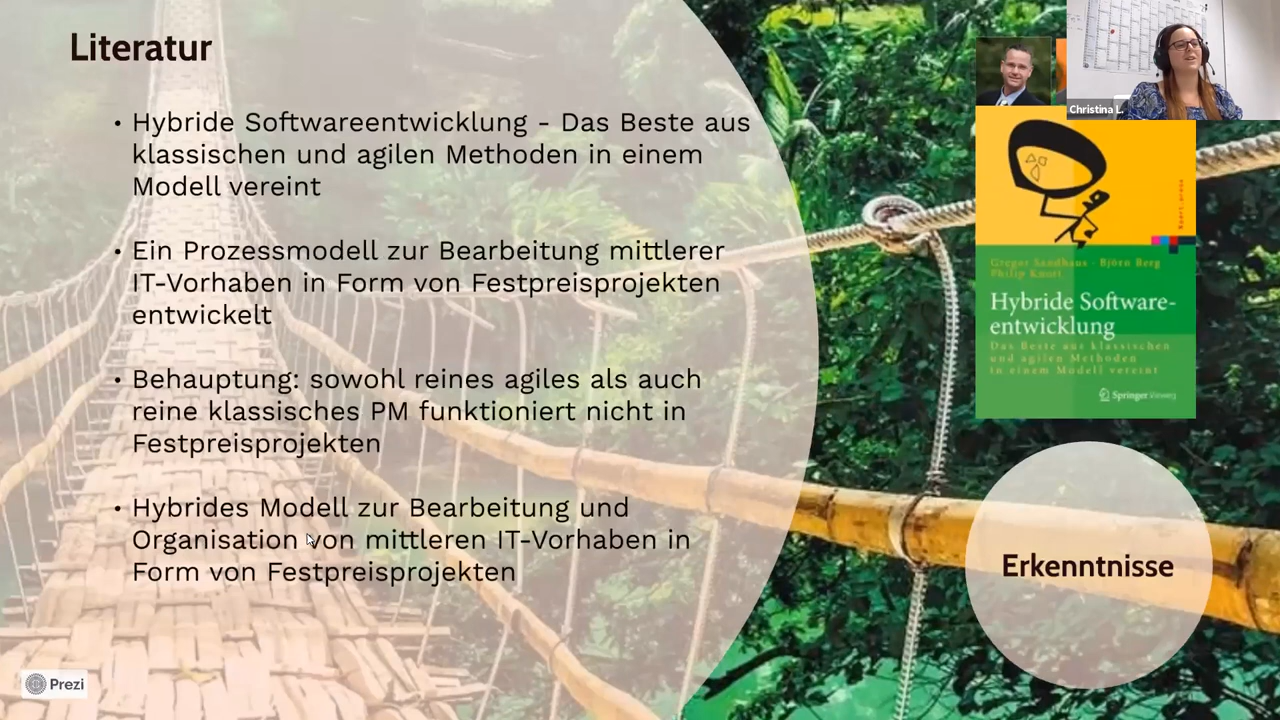 Literatur
• Hybride Softwareentwicklung - Das Beste aus
klassischen und agilen Methoden in einem
Modell vereint
• Ein Prozessmodell zur Bearbeitung mittlerer
IT-Vorhaben in Form von Festpreisprojekten
entwickelt
• Behauptung: sowohl reines agiles als auch
reine klassisches PM funktioniert nicht in
Festpreisprojekten
• Hybrides Modell zur Bearbeitung und
Organisation von mittleren IT-Vorhaben in
Form von Festpreisprojekten
Christina L.
Xpert.press
Gregor Sandhaus · Björn Berg
Philip Knott
Hybride Software-
entwicklung
Das Beste aus klassischen
und agilen Methoden
in einem Modell vereint
Springer Vieweg
Erkenntnisse
Prezi